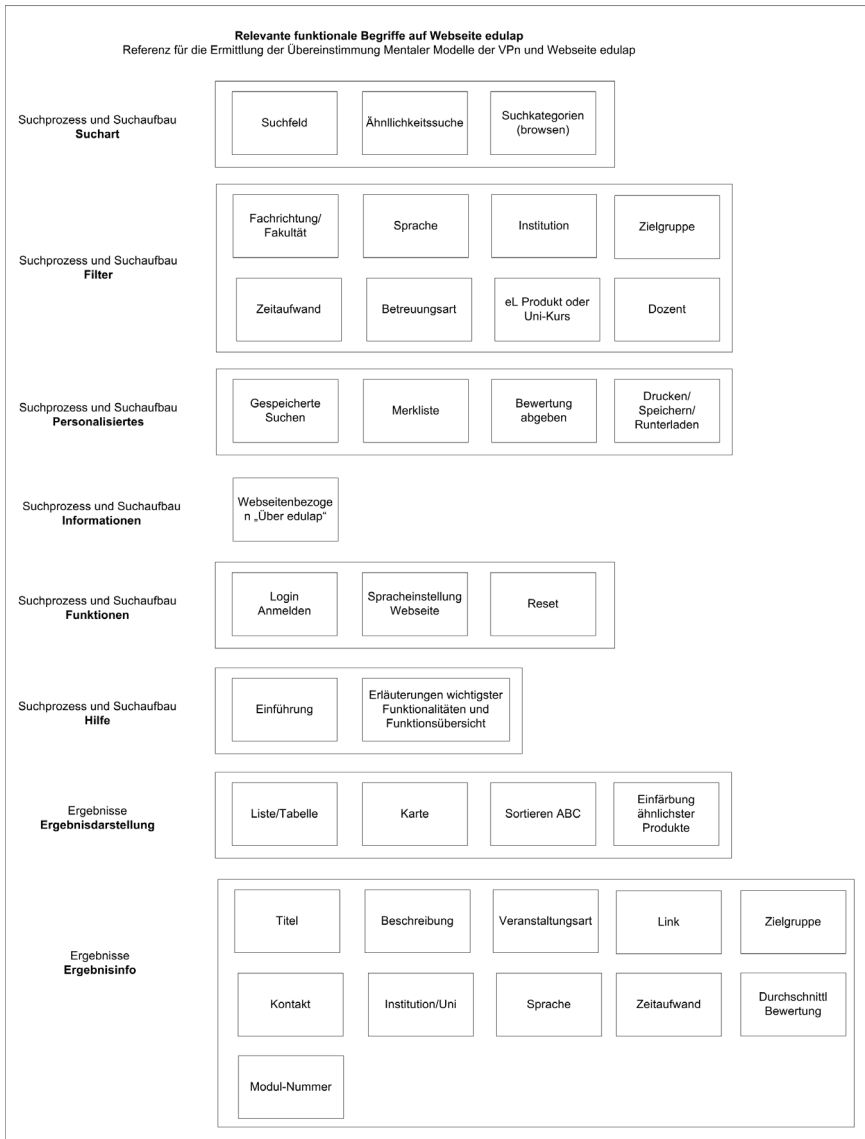 Relevante funktionale Begriffe auf Webseite edulap
Referenz für die Ermittlung der Übereinstimmung Mentaler Modelle der VPn und Webseite edulap
Suchprozess und Suchaufbau
Suchart
Suchfeld
Ähnllichkeitssuche
Suchkategorien
(browsen)
Suchprozess und Suchaufbau
Filter
Fachrichtung/
Fakultät
Sprache
Institution
Zielgruppe
Zeitaufwand
Betreuungsart
eL Produkt oder
Uni-Kurs
Dozent
Suchprozess und Suchaufbau
Personalisiertes
Gespeicherte
Suchen
Merkliste
Bewertung
abgeben
Drucken/
Speichern/
Runterladen
Suchprozess und Suchaufbau
Informationen
Webseitenbezoge
n „Über edulap“
Suchprozess und Suchaufbau
Funktionen
Login
Anmelden
Spracheinstellung
Webseite
Reset
Suchprozess und Suchaufbau
Hilfe
Einführung
Erläuterungen wichtigster
Funktionalitäten und
Funktionsübersicht
Ergebnisse
Ergebnisdarstellung
Liste/Tabelle
Karte
Sortieren ABC
Einfärbung
ähnlichster
Produkte
Ergebnisse
Ergebnisinfo
Titel
Beschreibung
Veranstaltungsart
Link
Zielgruppe
Kontakt
Institution/Uni
Sprache
Zeitaufwand
Durchschnittl
Bewertung
Modul-Nummer